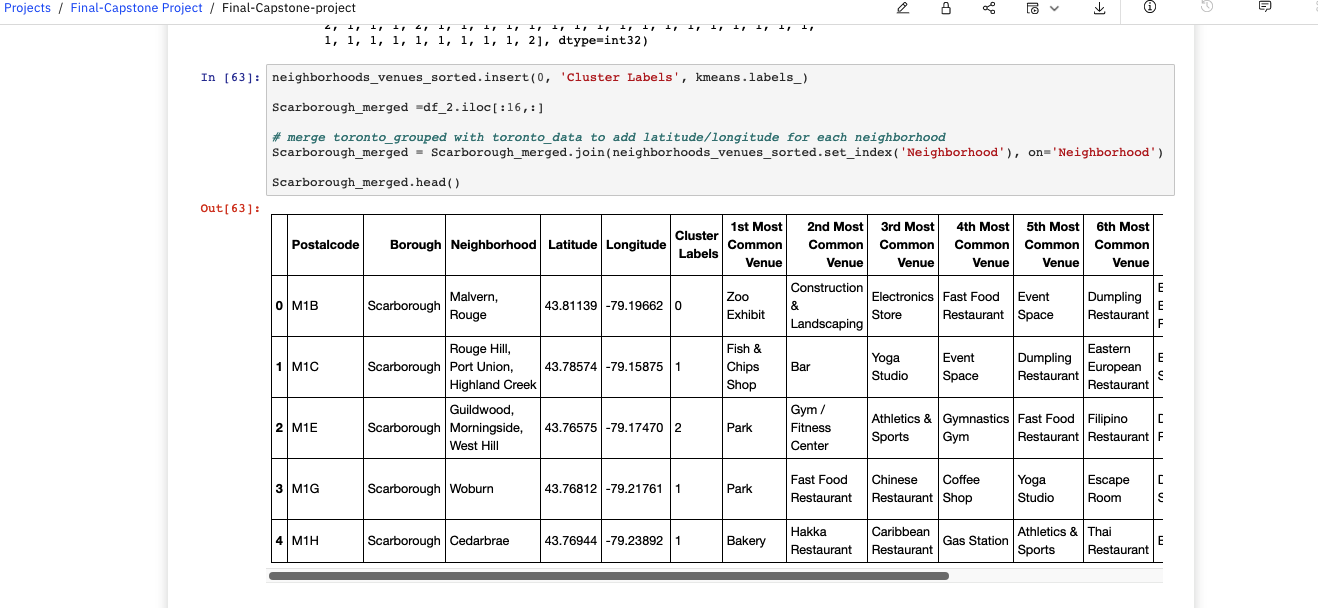 Projects / Final-Capstone Project / Final-Capstone-project
1, 1, 1, 1, 1, 1, 1, 1, 1, 2], dtype=int32)
In [63]: neighborhoods_venues_sorted.insert(0, 'Cluster Labels', kmeans.labels_)
Scarborough_merged =df_2.iloc[:16,:]
# merge toronto_grouped with toronto_data to add latitude/longitude for each neighborhood
Scarborough_merged = Scarborough_merged.join(neighborhoods_venues_sorted.set_index('Neighborhood'), on='Neighborhood')
Scarborough_merged.head()
Out[63]:
Postalcode Borough Neighborhood Latitude Longitude Cluster Labels 1st Most Common Venue 2nd Most Common Venue 3rd Most Common Venue 4th Most Common Venue 5th Most Common Venue 6th Most Common Venue
0 M1B Scarborough Malvern, Rouge 43.81139 -79.19662 0 Zoo Exhibit Construction & Landscaping Electronics Store Fast Food Restaurant Event Space Dumpling Restaurant
1 M1C Scarborough Rouge Hill, Port Union, Highland Creek 43.78574 -79.15875 1 Fish & Chips Shop Bar Yoga Studio Event Space Dumpling Restaurant Eastern European Restaurant
2 M1E Scarborough Guildwood, Morningside, West Hill 43.76575 -79.17470 2 Park Gym / Fitness Center Athletics & Sports Gymnastics Gym Fast Food Restaurant Filipino Restaurant
3 M1G Scarborough Woburn 43.76812 -79.21761 1 Park Fast Food Restaurant Chinese Restaurant Coffee Shop Yoga Studio Escape Room
4 M1H Scarborough Cedarbrae 43.76944 -79.23892 1 Bakery Hakka Restaurant Caribbean Restaurant Gas Station Athletics & Sports Thai Restaurant